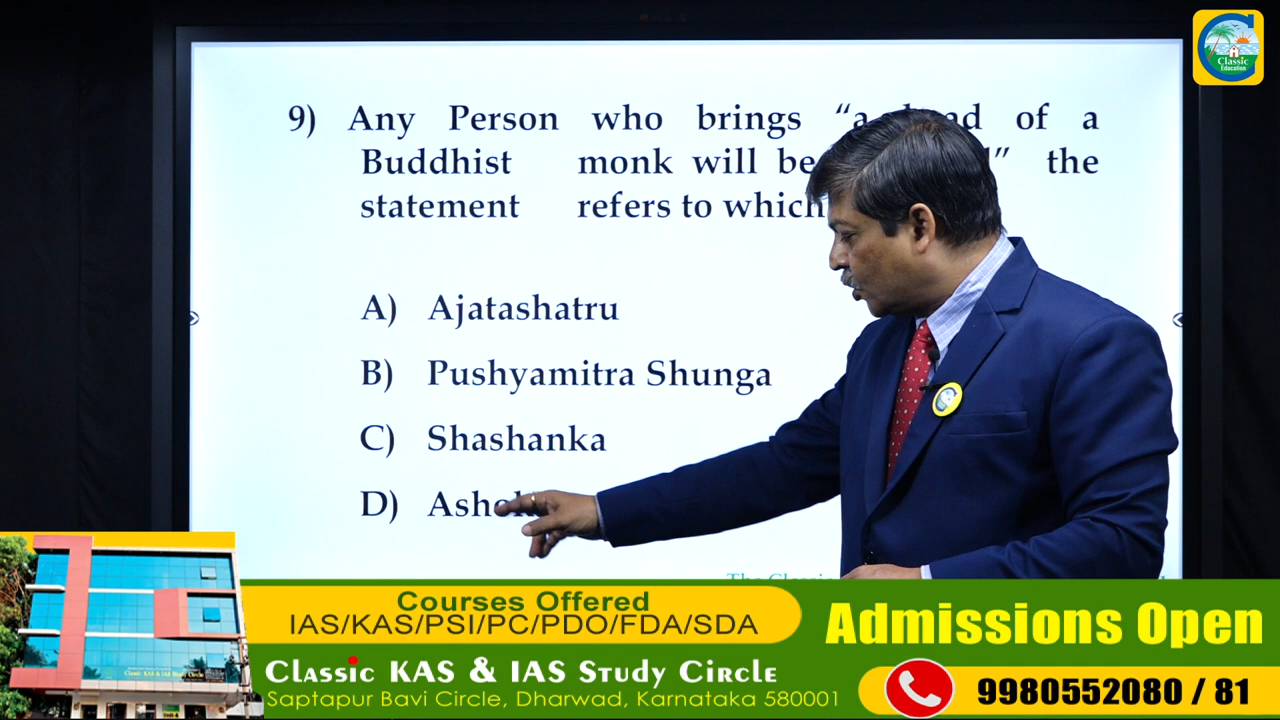 Classic
Education
9) Any Person who brings of a
Buddhist monk will be the
statement refers to which
A) Ajatashatru
B) Pushyamitra Shunga
C) Shashanka
D)
Courses Offered
IAS/KAS/PSI/PC/PDO/FDA/SDA
Admissions Open
Classic KAS & IAS Study Circle
Saptapur Bavi Circle, Dharwad, Karnataka 580001
9980552080 / 81